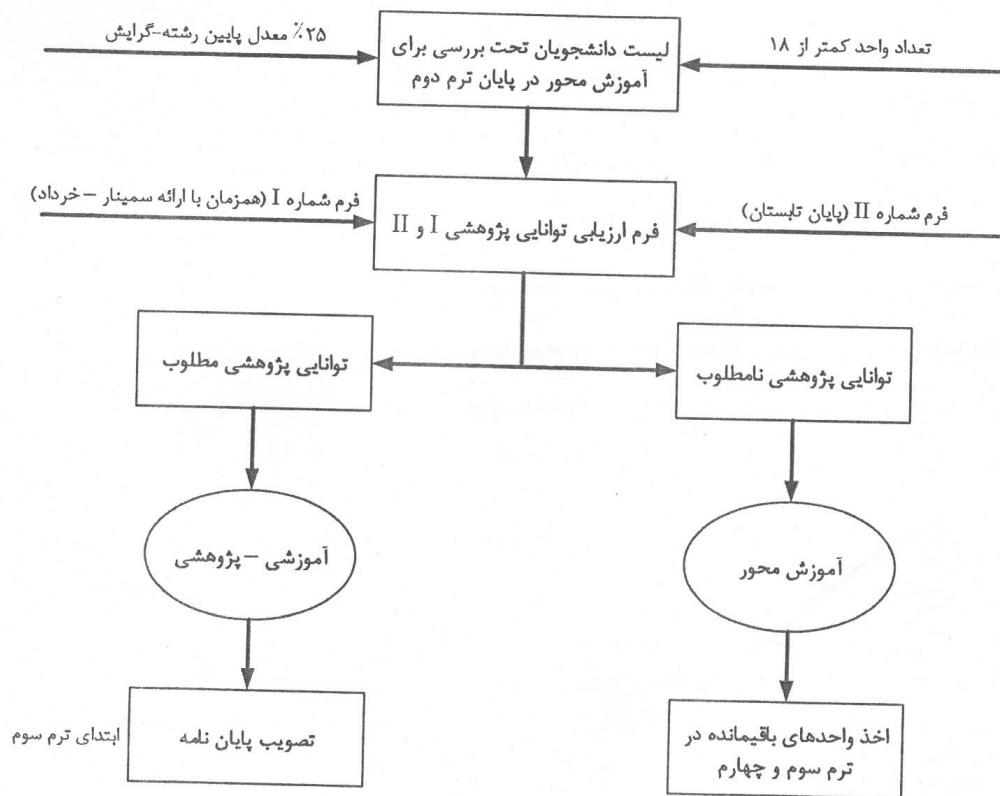 ٢٥٪ معدل پایین رشته-گرایش
تعداد واحد کمتر از ۱۸
لیست دانشجویان تحت بررسی برای
آموزش محور در پایان ترم دوم
فرم شماره I (همزمان با ارائه سمینار – خرداد)
فرم شماره II (پایان تابستان)
فرم ارزیابی توانایی پژوهشی I و II
توانایی پژوهشی نامطلوب
توانایی پژوهشی مطلوب
آموزش محور
آموزشی – پژوهشی
اخذ واحدهای باقیمانده در
ترم سوم و چهارم
تصویب پایان نامه
ابتدای ترم سوم